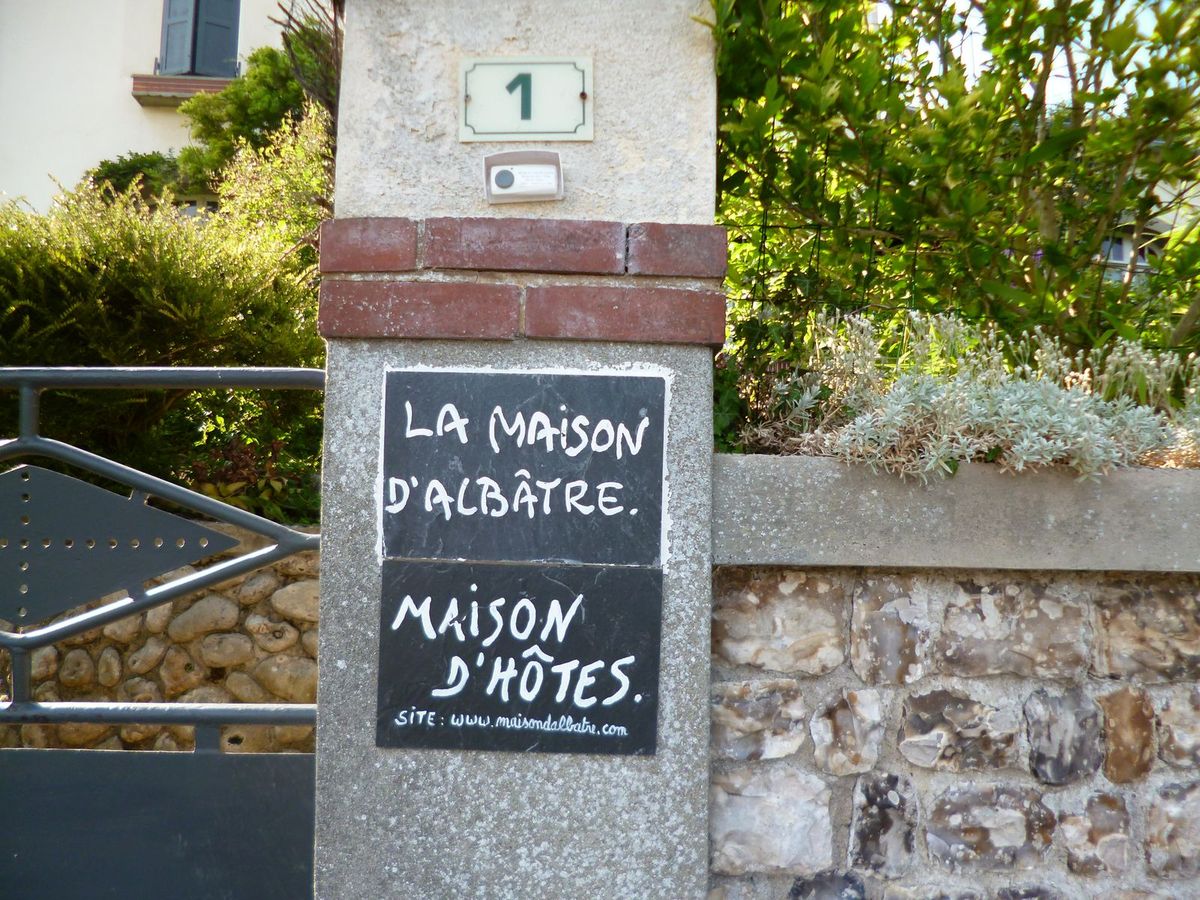 1
LA MAiSON
D'ALBÂTRE.
MAiSON
D'HÔTES.
SiTE : www.maisondalbatre.com